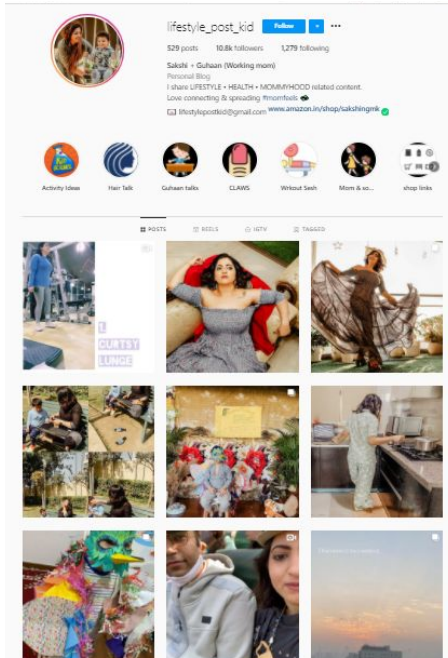 lifestyle_post_kid Follow
529 posts 10.8k followers 1,279 following
Sakshi + Guhaan (Working mom)
Personal Blog
I share LIFESTYLE • HEALTH • MOMMYHOOD related content.
Love connecting & spreading #momfeels
lifestylepostkid@gmail.com www.amazon.in/shop/sakshingmk
Activity Ideas Hair Talk Guhaan talks CLAWS Wrkout Sesh Mom & so... shop links
POSTS REELS IGTV TAGGED
1.
CURTSY
LUNGE